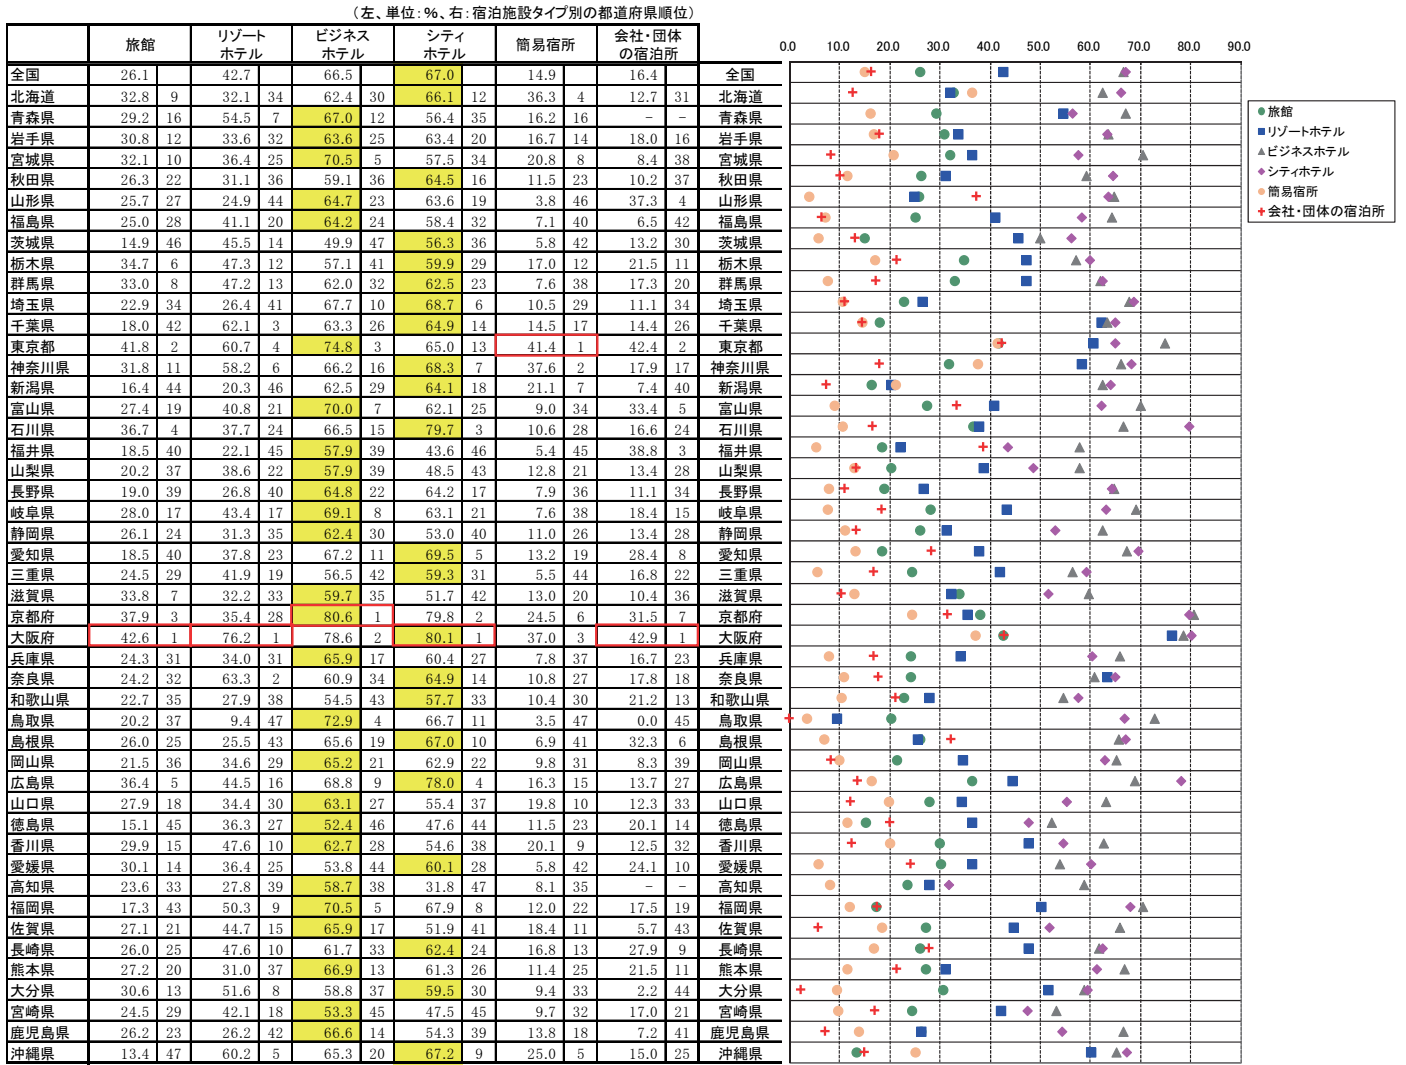 (左、単位：％、右：宿泊施設タイプ別の都道府県順位)
旅館 リゾートホテル ビジネスホテル シティホテル 簡易宿所 会社・団体の宿泊所
0.0 10.0 20.0 30.0 40.0 50.0 60.0 70.0 80.0 90.0
全国 26.1 42.7 66.5 67.0 14.9 16.4 全国
北海道 32.8 9 32.1 34 62.4 30 66.1 12 36.3 4 12.7 31 北海道
青森県 29.2 16 54.5 7 67.0 12 56.4 35 16.2 16 － － 青森県
岩手県 30.8 12 33.6 32 63.6 25 63.4 20 16.7 14 18.0 16 岩手県
宮城県 32.1 10 36.4 25 70.5 5 57.5 34 20.8 8 8.4 38 宮城県
秋田県 26.3 22 31.1 36 59.1 36 64.5 16 11.5 23 10.2 37 秋田県
山形県 25.7 27 24.9 44 64.7 23 63.6 19 3.8 46 37.3 4 山形県
福島県 25.0 28 41.1 20 64.2 24 58.4 32 7.1 40 6.5 42 福島県
茨城県 14.9 46 45.5 14 49.9 47 56.3 36 5.8 42 13.2 30 茨城県
栃木県 34.7 6 47.3 12 57.1 41 59.9 29 17.0 12 21.5 11 栃木県
群馬県 33.0 8 47.2 13 62.0 32 62.5 23 7.6 38 17.3 20 群馬県
埼玉県 22.9 34 26.4 41 67.7 10 68.7 6 10.5 29 11.1 34 埼玉県
千葉県 18.0 42 62.1 3 63.3 26 64.9 14 14.5 17 14.4 26 千葉県
東京都 41.8 2 60.7 4 74.8 3 65.0 13 41.4 1 42.4 2 東京都
神奈川県 31.8 11 58.2 6 66.2 16 68.3 7 37.6 2 17.9 17 神奈川県
新潟県 16.4 44 20.3 46 62.5 29 64.1 18 21.1 7 7.4 40 新潟県
富山県 27.4 19 40.8 21 70.0 7 62.1 25 9.0 34 33.4 5 富山県
石川県 36.7 4 37.7 24 66.5 15 79.7 3 10.6 28 16.6 24 石川県
福井県 18.5 40 22.1 45 57.9 39 43.6 46 5.4 45 38.8 3 福井県
山梨県 20.2 37 38.6 22 57.9 39 48.5 43 12.8 21 13.4 28 山梨県
長野県 19.0 39 26.8 40 64.8 22 64.2 17 7.9 36 11.1 34 長野県
岐阜県 28.0 17 43.4 17 69.1 8 63.1 21 7.6 38 18.4 15 岐阜県
静岡県 26.1 24 31.3 35 62.4 30 53.0 40 11.0 26 13.4 28 静岡県
愛知県 18.5 40 37.8 23 67.2 11 69.5 5 13.2 19 28.4 8 愛知県
三重県 24.5 29 41.9 19 56.5 42 59.3 31 5.5 44 16.8 22 三重県
滋賀県 33.8 7 32.2 33 59.7 35 51.7 42 13.0 20 10.4 36 滋賀県
京都府 37.9 3 35.4 28 80.6 1 79.8 2 24.5 6 31.5 7 京都府
大阪府 42.6 1 76.2 1 78.6 2 80.1 1 37.0 3 42.9 1 大阪府
兵庫県 24.3 31 34.0 31 65.9 17 60.4 27 7.8 37 16.7 23 兵庫県
奈良県 24.2 32 63.3 2 60.9 34 64.9 14 10.8 27 17.8 18 奈良県
和歌山県 22.7 35 27.9 38 54.5 43 57.7 33 10.4 30 21.2 13 和歌山県
鳥取県 20.2 37 9.4 47 72.9 4 66.7 11 3.5 47 0.0 45 鳥取県
島根県 26.0 25 25.5 43 65.6 19 67.0 10 6.9 41 32.3 6 島根県
岡山県 21.5 36 34.6 29 65.2 21 62.9 22 9.8 31 8.3 39 岡山県
広島県 36.4 5 44.5 16 68.8 9 78.0 4 16.3 15 13.7 27 広島県
山口県 27.9 18 34.4 30 63.1 27 55.4 37 19.8 10 12.3 33 山口県
徳島県 15.1 45 36.3 27 52.4 46 47.6 44 11.5 23 20.1 14 徳島県
香川県 29.9 15 47.6 10 62.7 28 54.6 38 20.1 9 12.5 32 香川県
愛媛県 30.1 14 36.4 25 53.8 44 60.1 28 5.8 42 24.1 10 愛媛県
高知県 23.6 33 27.8 39 58.7 38 31.8 47 8.1 35 － － 高知県
福岡県 17.3 43 50.3 9 70.5 5 67.9 8 12.0 22 17.5 19 福岡県
佐賀県 27.1 21 44.7 15 65.9 17 51.9 41 18.4 11 5.7 43 佐賀県
長崎県 26.0 25 47.6 10 61.7 33 62.4 24 16.8 13 27.9 9 長崎県
熊本県 27.2 20 31.0 37 66.9 13 61.3 26 11.4 25 21.5 11 熊本県
大分県 30.6 13 51.6 8 58.8 37 59.5 30 9.4 33 2.2 44 大分県
宮崎県 24.5 29 42.1 18 53.3 45 47.5 45 9.7 32 17.0 21 宮崎県
鹿児島県 26.2 23 26.2 42 66.6 14 54.3 39 13.8 18 7.2 41 鹿児島県
沖縄県 13.4 47 60.2 5 65.3 20 67.2 9 25.0 5 15.0 25 沖縄県
旅館
リゾートホテル
ビジネスホテル
シティホテル
簡易宿所
会社・団体の宿泊所